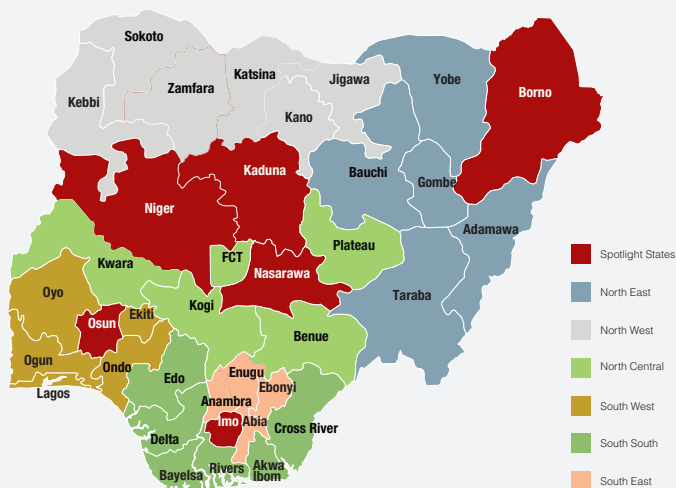 Sokoto
Katsina
Jigawa
Yobe
Borno
Kebbi
Zamfara
Kano
Kaduna
Bauchi
Gombe
Niger
Adamawa
Plateau
FCT
Kwara
Nasarawa
Taraba
Oyo
Kogi
Osun
Ekiti
Benue
Ogun
Ondo
Edo
Enugu
Ebonyi
Lagos
Anambra
Imo
Abia
Cross River
Delta
Bayelsa
Rivers
Akwa
Ibom
Spotlight States
North East
North West
North Central
South West
South South
South East